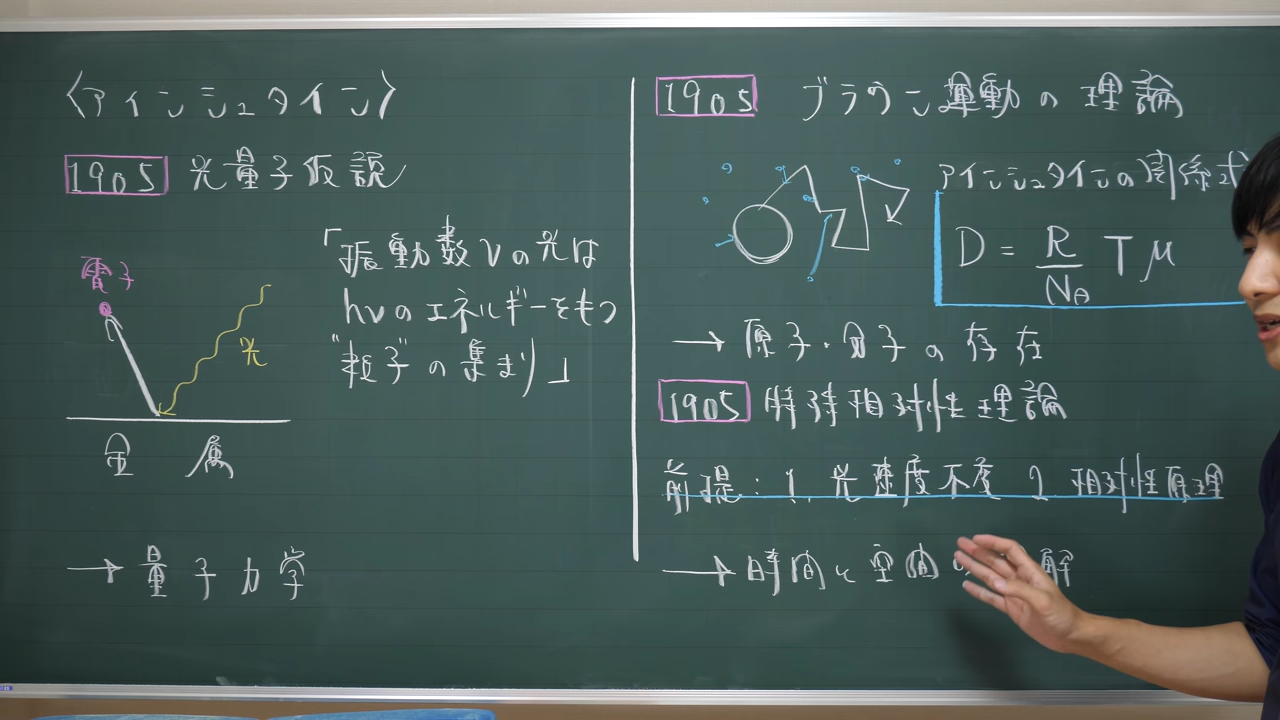 〈アインシュタイン〉
1905 光量子仮説
「振動数νの光は
hνのエネルギーをもつ
"粒子"の集まり」
電子
光
金属
→ 量子力学
1905 ブラウン運動の理論
アインシュタインの関係式
D = R/NA Tμ
→ 原子・分子の存在
1905 特殊相対性理論
前提: 1. 光速度不変 2 相対性原理
→ 時間と空間 解